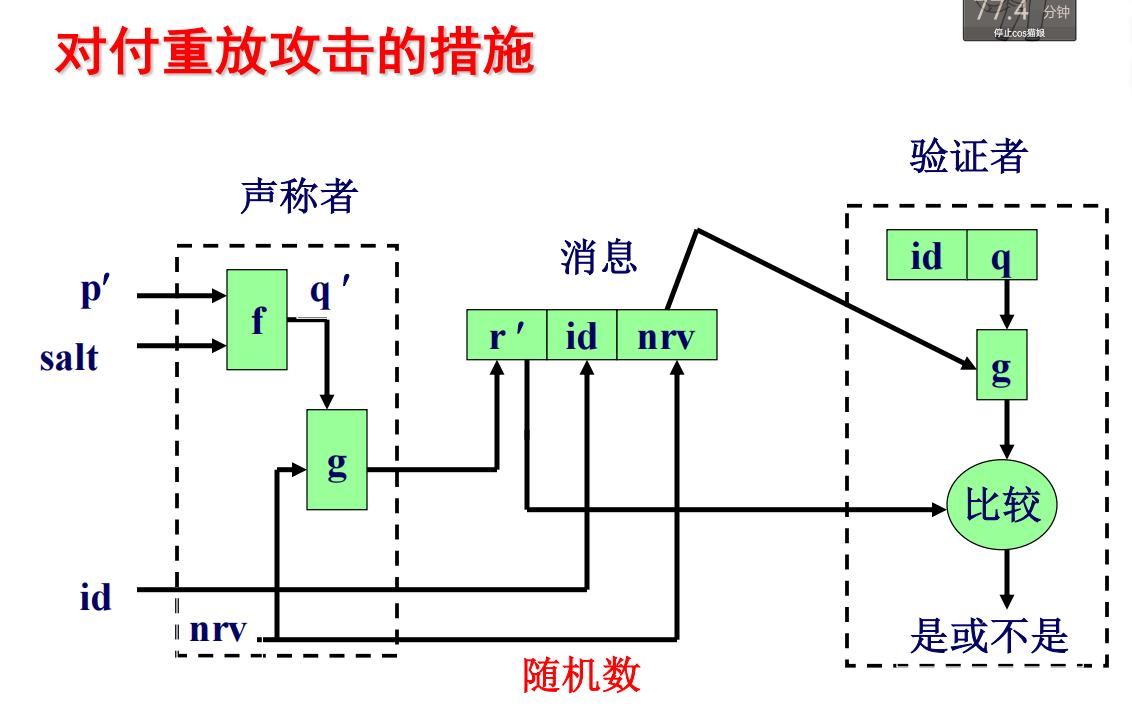 77.4 分钟
停止cos猫娘
对付重放攻击的措施
验证者
声称者
消息
id q
p′
q ′
f
salt
r ′ id nrv
g
g
比较
id
nrv
是或不是
随机数